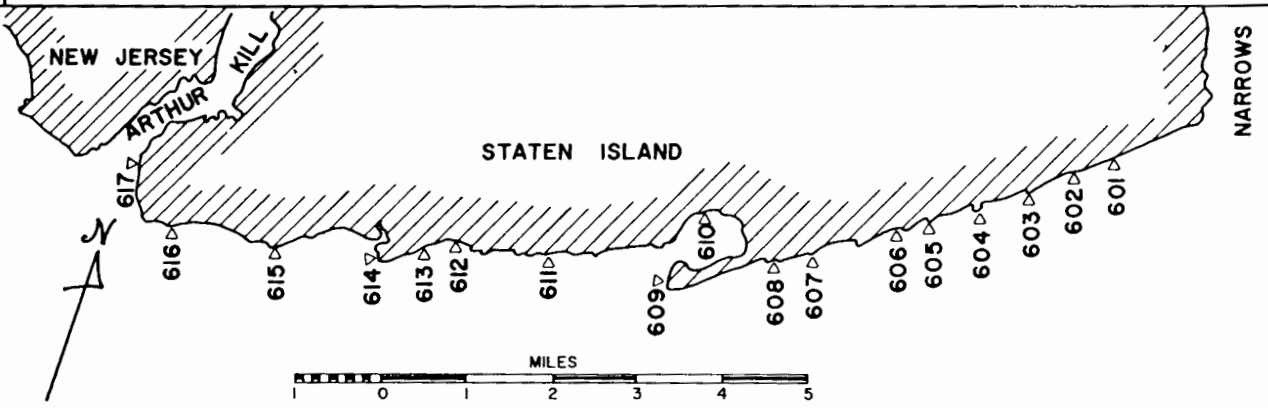 NEW JERSEY
ARTHUR KILL
STATEN ISLAND
NARROWS
617
616
615
614
613
612
611
610
609
608
607
606
605
604
603
602
601
N
MILES
1 0 1 2 3 4 5